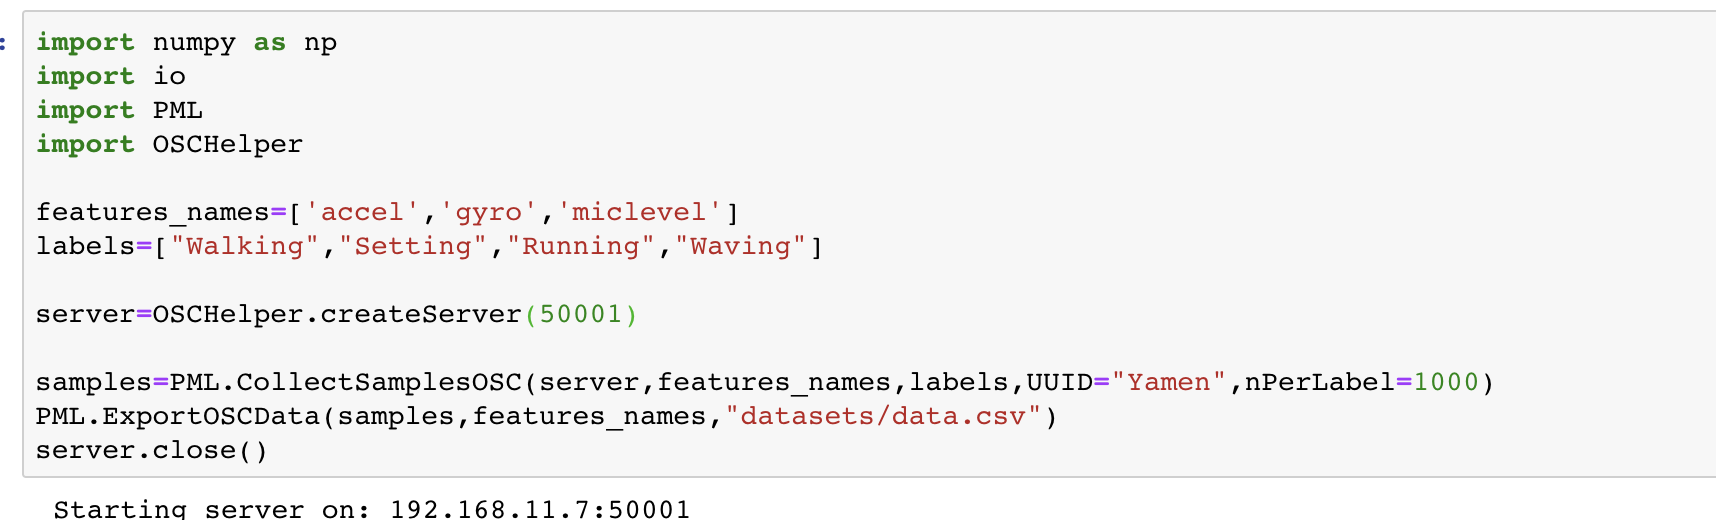 :
import numpy as np
import io
import PML
import OSCHelper
features_names=['accel','gyro','miclevel']
labels=["Walking","Setting","Running","Waving"]
server=OSCHelper.createServer(50001)
samples=PML.CollectSamplesOSC(server,features_names,labels,UUID="Yamen",nPerLabel=1000)
PML.ExportOSCData(samples,features_names,"datasets/data.csv")
server.close()
Starting server on: 192.168.11.7:50001